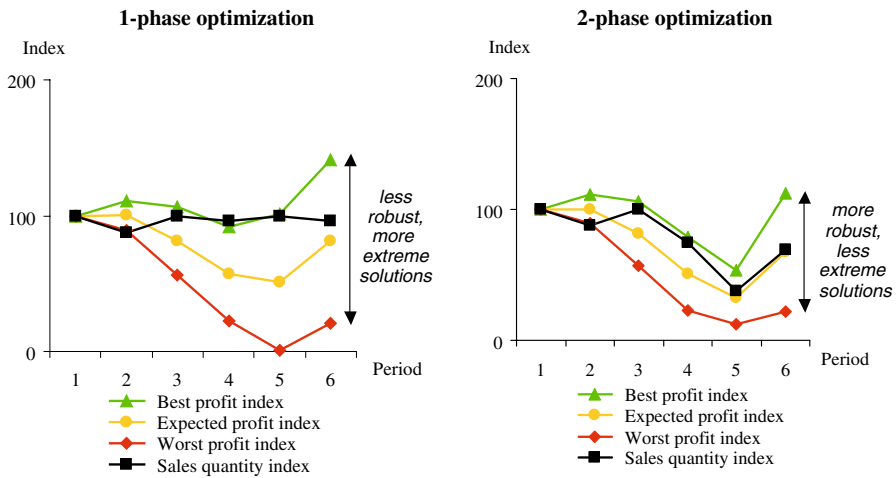 1-phase optimization
Index
200
100
0
1 2 3 4 5 6
Period
less
robust,
more
extreme
solutions
Best profit index
Expected profit index
Worst profit index
Sales quantity index
2-phase optimization
Index
200
100
0
1 2 3 4 5 6
Period
more
robust,
less
extreme
solutions
Best profit index
Expected profit index
Worst profit index
Sales quantity index